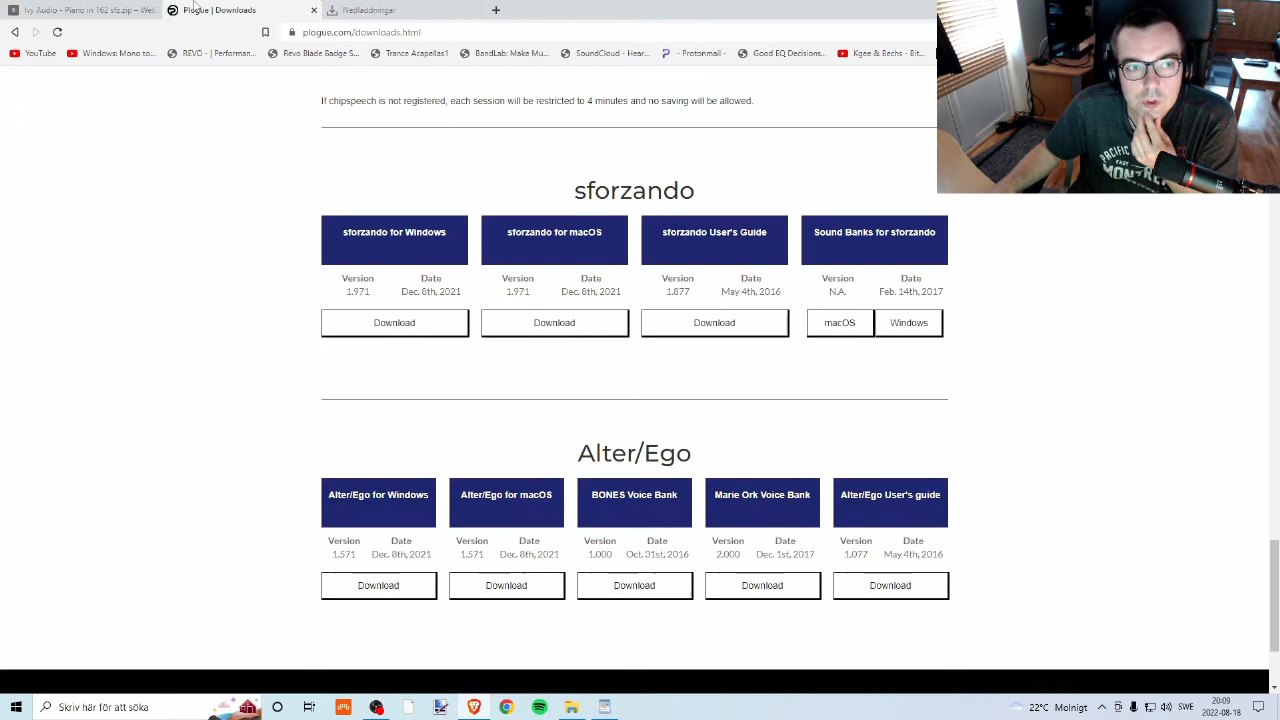 Ivy Audio - Piano in 162 sfz.zip – Wel
Plogue | Downloads
Nedladdningar
YouTube
Windows: Mono to...
REVO - Performan
Revo Label Badge &
Trance Acapellas1
BandLab: Make Mu...
SoundCloud - Hear...
- Promotional -
Good EQ Decisions...
Kgee & Bechs - Bit...
If chipspeech is not registered, each session will be restricted to 4 minutes and no saving will be allowed.
sforzando
sforzando for Windows
sforzando for macOS
sforzando User's Guide
Sound Banks for sforzando
Version Date
1.971 Dec. 8th, 2021
Version Date
1.971 Dec. 8th, 2021
Version Date
1.877 May 4th, 2016
Version Date
N.A. Feb. 14th, 2017
Download
Download
Download
macOS
Windows
Alter/Ego
Alter/Ego for Windows
Alter/Ego for macOS
BONES Voice Bank
Marie Ork Voice Bank
Alter/Ego User's guide
Version Date
1.571 Dec. 8th, 2021
Version Date
1.571 Dec. 8th, 2021
Version Date
1.000 Oct. 31st, 2016
Version Date
2.000 Dec. 1st, 2017
Version Date
1.077 May 4th, 2016
Download
Download
Download
Download
Download
PACIFIC
EAST
Skriv här för att söka
22°C Molnigt
SWE
20:09
2022-08-18